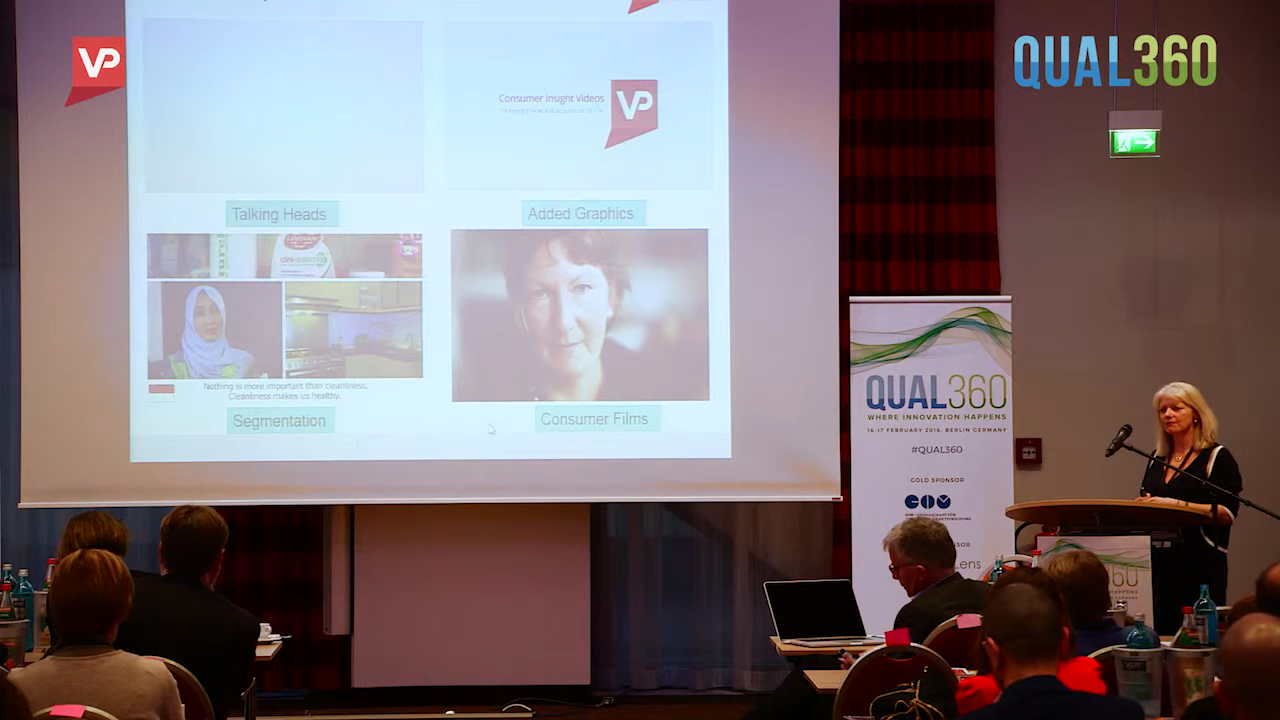 VP
QUAL360
Consumer Insight Videos
VP
Talking Heads
Added Graphics
Nothing is more important than cleanliness.
Cleanliness makes us healthy.
Segmentation
Consumer Films
QUAL360
WHERE INNOVATION HAPPENS
16-17 FEBRUARY 2016, BERLIN GERMANY
#QUAL360
GOLD SPONSOR
GIM